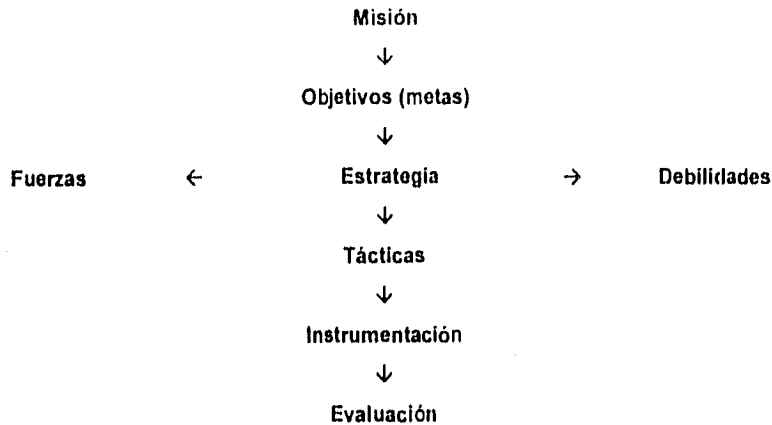 Misión
↓
Objetivos (metas)
↓
Fuerzas ← Estrategia → Debilidades
↓
Tácticas
↓
Instrumentación
↓
Evaluación